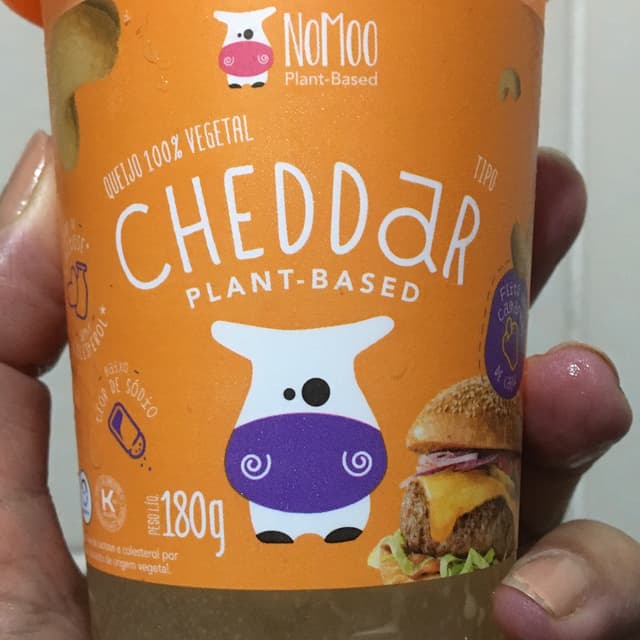 NoMoo
Plant-Based
QUEIJO 100% VEGETAL
TIPO
CHEDDAR
PLANT-BASED
BAIXO
TEOR DE SÓDIO
K
PESO LÍQ.
180g
lactose e colesterol por
de origem vegetal.